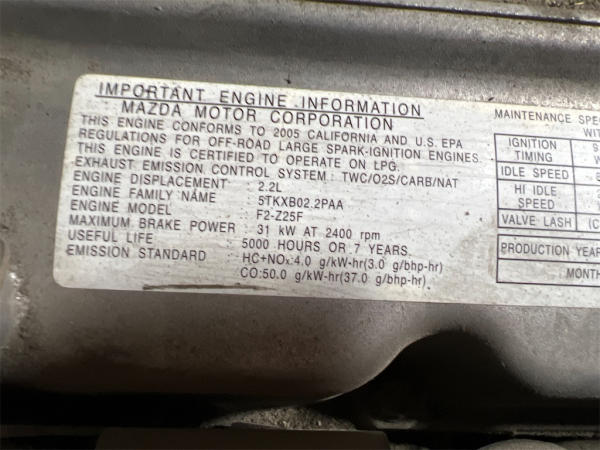 IMPORTANT ENGINE INFORMATION
MAZDA MOTOR CORPORATION
THIS ENGINE CONFORMS TO 2005 CALIFORNIA AND U.S. EPA
REGULATIONS FOR OFF-ROAD LARGE SPARK-IGNITION ENGINES.
THIS ENGINE IS CERTIFIED TO OPERATE ON LPG.
EXHAUST EMISSION CONTROL SYSTEM : TWC/O2S/CARB/NAT
ENGINE DISPLACEMENT : 2.2L
ENGINE FAMILY NAME : 5TKXB02.2PAA
ENGINE MODEL : F2-Z25F
MAXIMUM BRAKE POWER : 31 kW AT 2400 rpm
USEFUL LIFE : 5000 HOURS OR 7 YEARS.
EMISSION STANDARD : HC+NOx:4.0 g/kW-hr(3.0 g/bhp-hr)
CO:50.0 g/kW-hr(37.0 g/bhp-hr)
MAINTENANCE SPE
WIT
IGNITION
TIMING
IDLE SPEED
HI IDLE
SPEED
VALVE LASH (C
PRODUCTION YEAR
MONTH